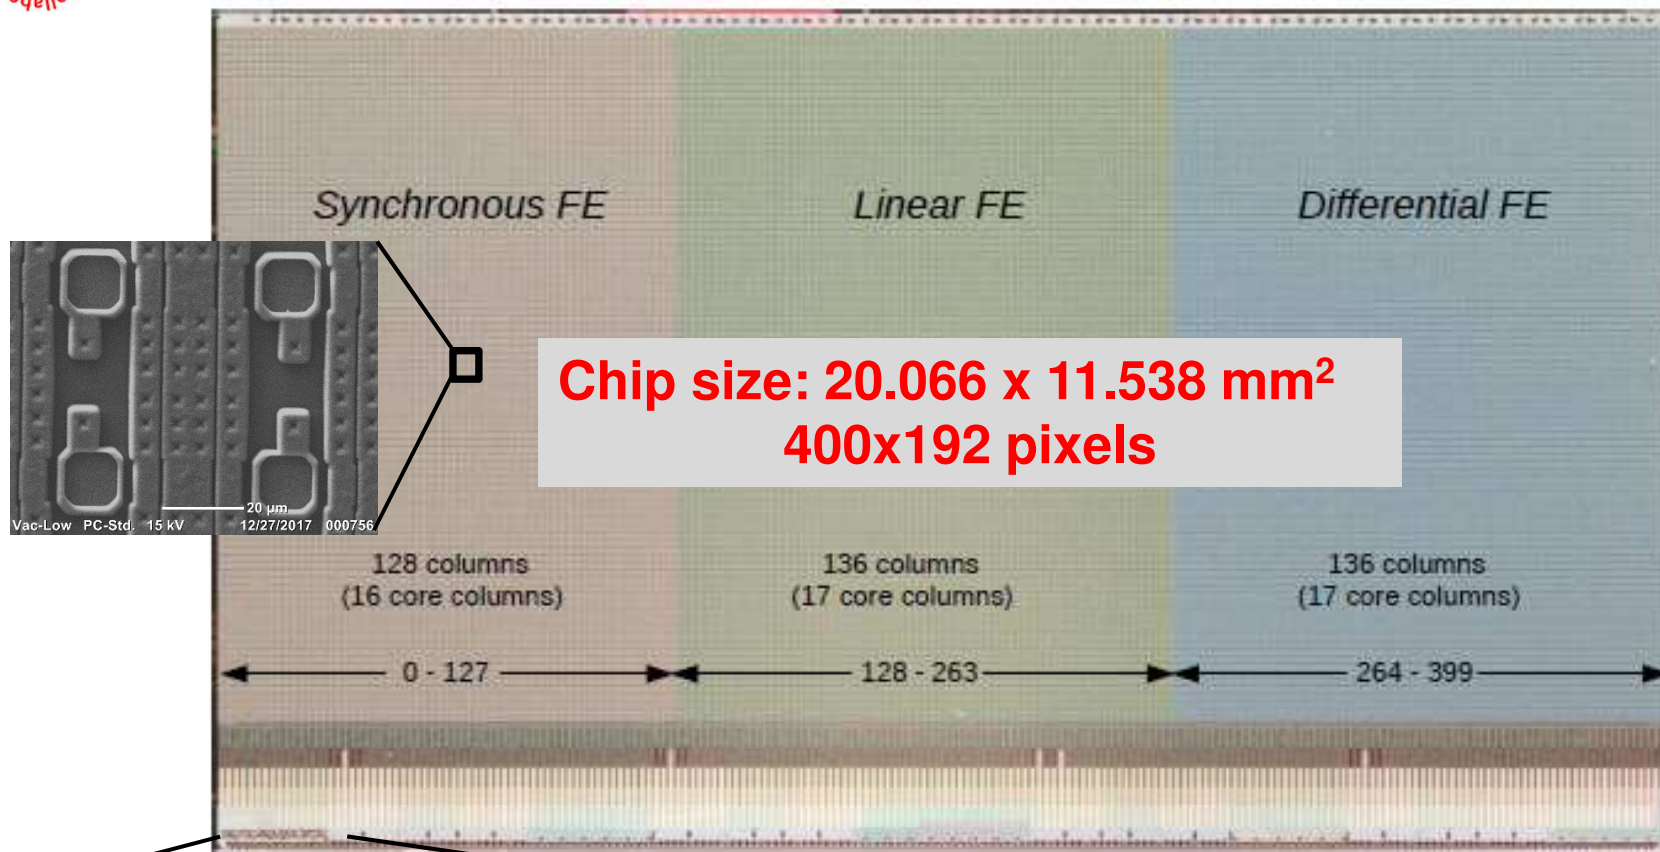 Synchronous FE
Linear FE
Differential FE
Chip size: 20.066 x 11.538 mm²
400x192 pixels
20 µm
Vac-Low PC-Std. 15 kV 12/27/2017 000756
128 columns
(16 core columns)
136 columns
(17 core columns)
136 columns
(17 core columns)
0 - 127
128 - 263
264 - 399